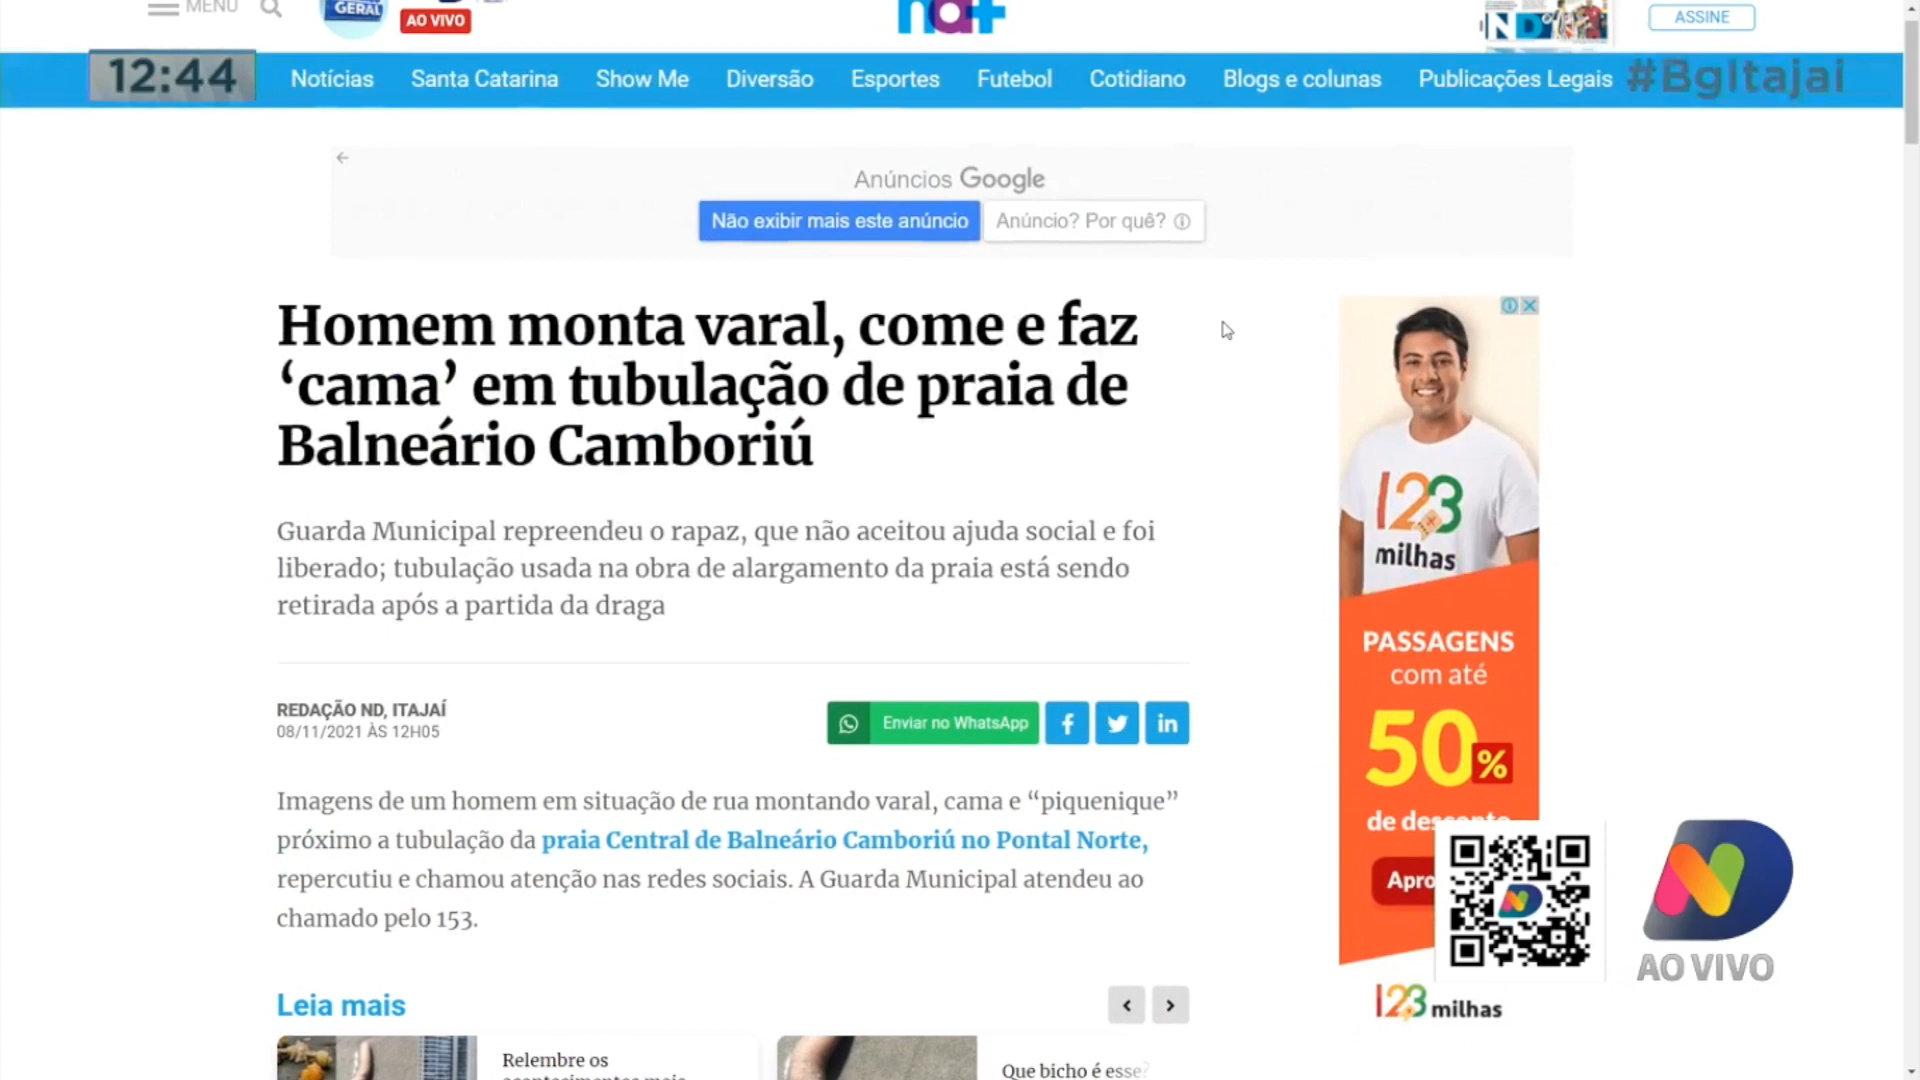 MENU
GERAL
AO VIVO
nd+
ND
ASSINE
12:44
Notícias
Santa Catarina
Show Me
Diversão
Esportes
Futebol
Cotidiano
Blogs e colunas
Publicações Legais
#BgItajai
Anúncios Google
Não exibir mais este anúncio
Anúncio? Por quê?
Homem monta varal, come e faz
‘cama’ em tubulação de praia de
Balneário Camboriú
Guarda Municipal repreendeu o rapaz, que não aceitou ajuda social e foi
liberado; tubulação usada na obra de alargamento da praia está sendo
retirada após a partida da draga
REDAÇÃO ND, ITAJAÍ
08/11/2021 ÀS 12H05
Enviar no WhatsApp
Imagens de um homem em situação de rua montando varal, cama e “piquenique”
próximo a tubulação da praia Central de Balneário Camboriú no Pontal Norte,
repercutiu e chamou atenção nas redes sociais. A Guarda Municipal atendeu ao
chamado pelo 153.
Leia mais
Relembre os
Que bicho é esse?
123
milhas
PASSAGENS
com até
50%
de desconto
Apro
123 milhas
AO VIVO